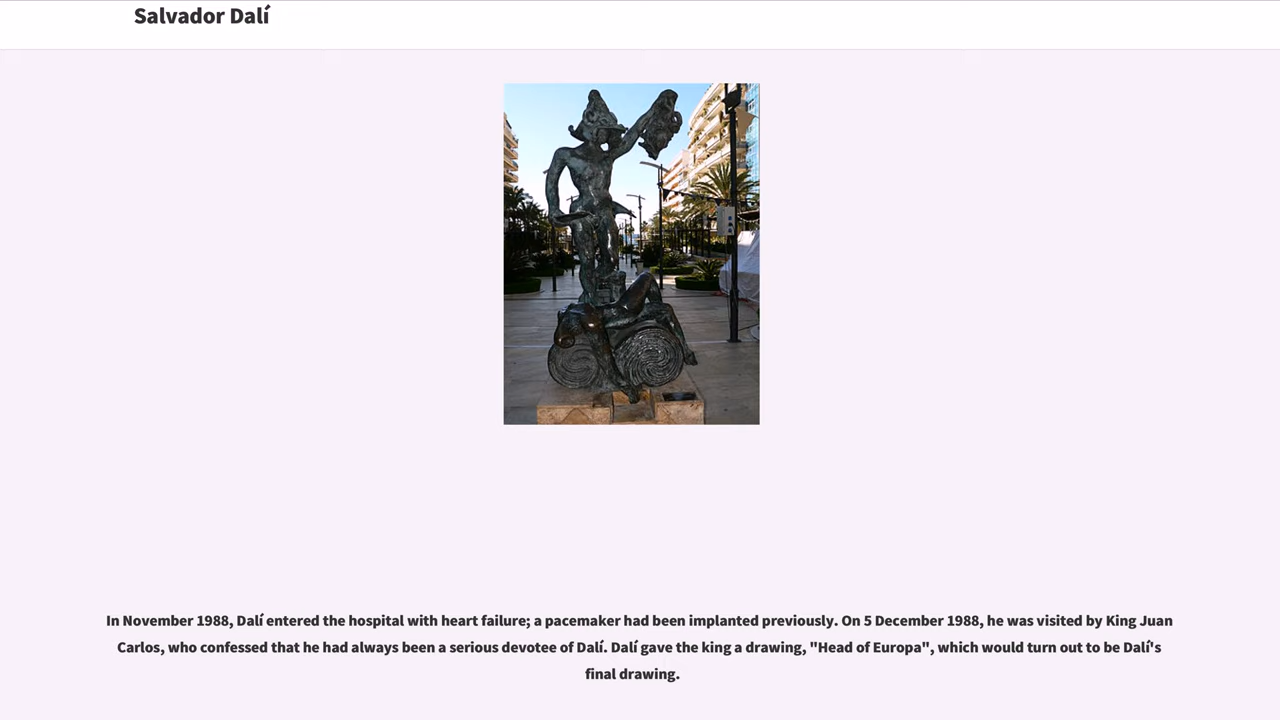 Salvador Dalí
In November 1988, Dalí entered the hospital with heart failure; a pacemaker had been implanted previously. On 5 December 1988, he was visited by King Juan
Carlos, who confessed that he had always been a serious devotee of Dalí. Dalí gave the king a drawing, "Head of Europa", which would turn out to be Dalí's
final drawing.